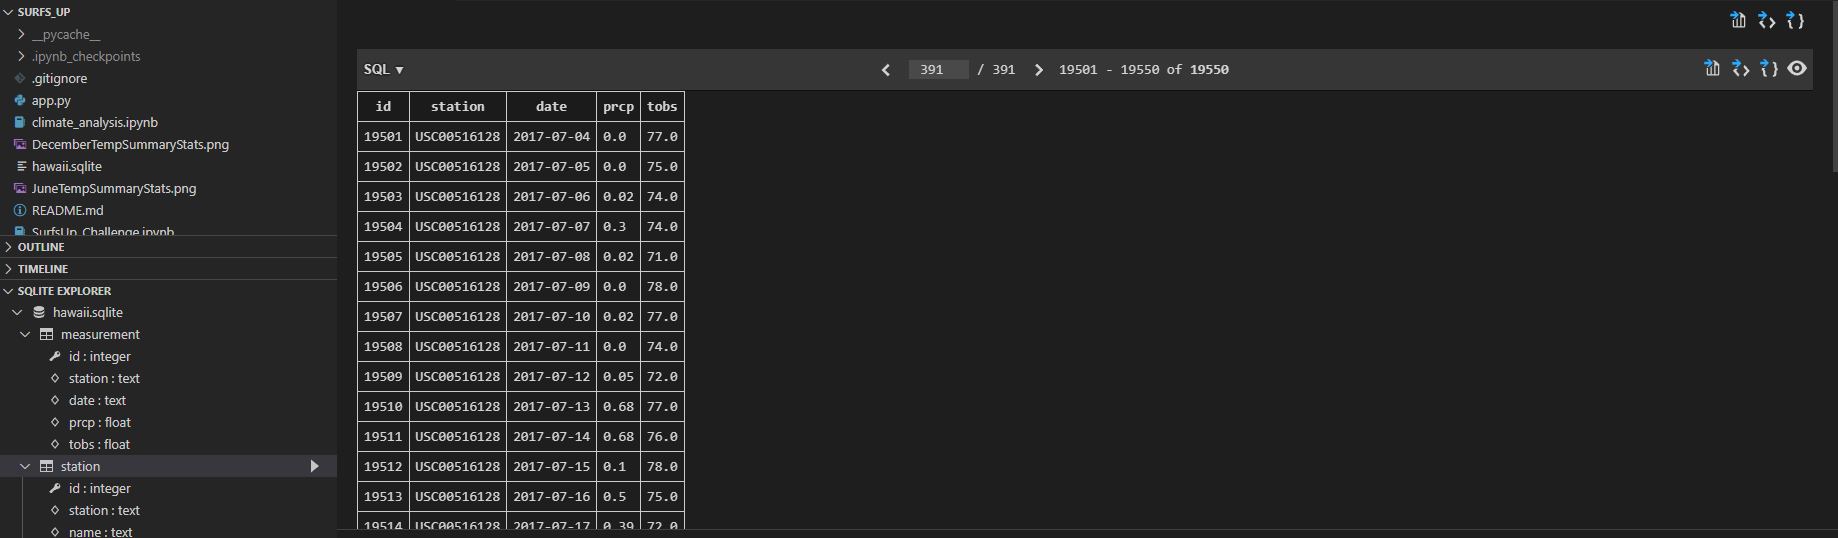 SURFS_UP
__pycache__
.ipynb_checkpoints
.gitignore
app.py
climate_analysis.ipynb
DecemberTempSummaryStats.png
hawaii.sqlite
JuneTempSummaryStats.png
README.md
SurfsUp_Challenge.ipynb
OUTLINE
TIMELINE
SQLITE EXPLORER
hawaii.sqlite
measurement
id : integer
station : text
date : text
prcp : float
tobs : float
station
id : integer
station : text
name : text
SQL ▼ 391 / 391 19501 - 19550 of 19550
id station date prcp tobs
19501 USC00516128 2017-07-04 0.0 77.0
19502 USC00516128 2017-07-05 0.0 75.0
19503 USC00516128 2017-07-06 0.02 74.0
19504 USC00516128 2017-07-07 0.3 74.0
19505 USC00516128 2017-07-08 0.02 71.0
19506 USC00516128 2017-07-09 0.0 78.0
19507 USC00516128 2017-07-10 0.02 77.0
19508 USC00516128 2017-07-11 0.0 74.0
19509 USC00516128 2017-07-12 0.05 72.0
19510 USC00516128 2017-07-13 0.68 77.0
19511 USC00516128 2017-07-14 0.68 76.0
19512 USC00516128 2017-07-15 0.1 78.0
19513 USC00516128 2017-07-16 0.5 75.0
19514 USC00516128 2017-07-17 0.39 72.0